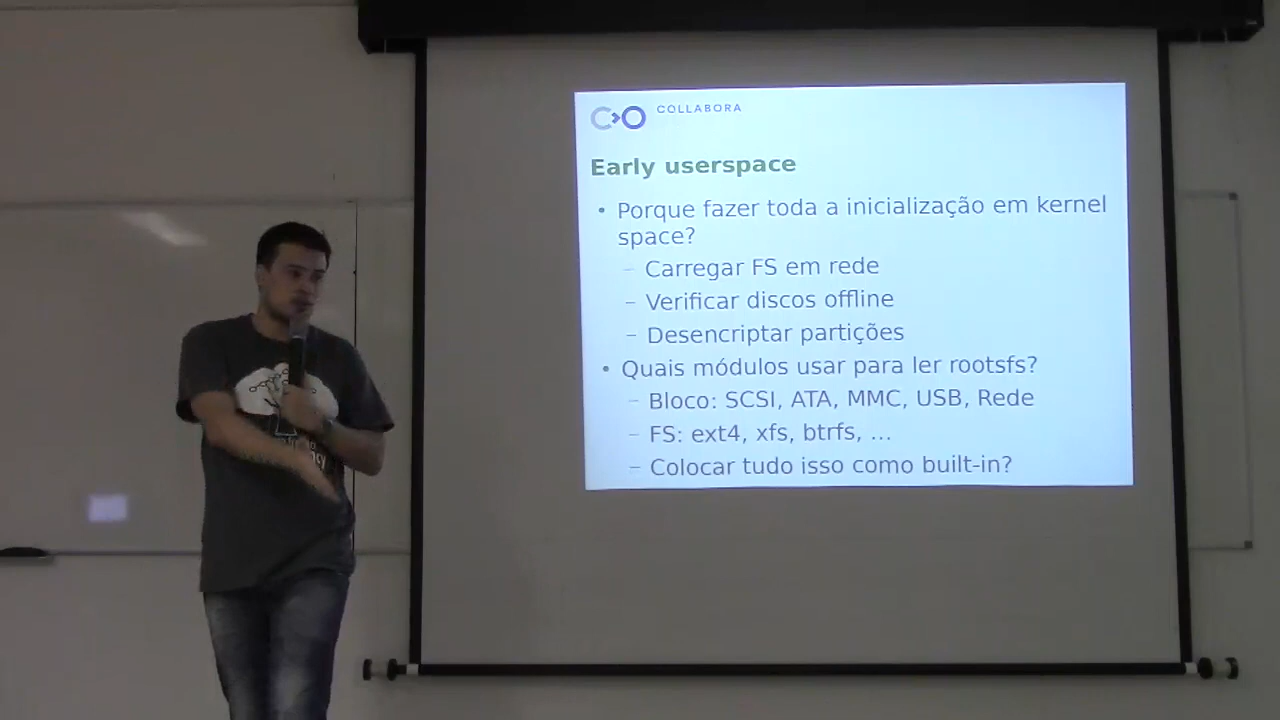 COLLABORA
Early userspace
• Porque fazer toda a inicialização em kernel
space?
– Carregar FS em rede
– Verificar discos offline
– Desencriptar partições
• Quais módulos usar para ler rootsfs?
– Bloco: SCSI, ATA, MMC, USB, Rede
– FS: ext4, xfs, btrfs, ...
– Colocar tudo isso como built-in?